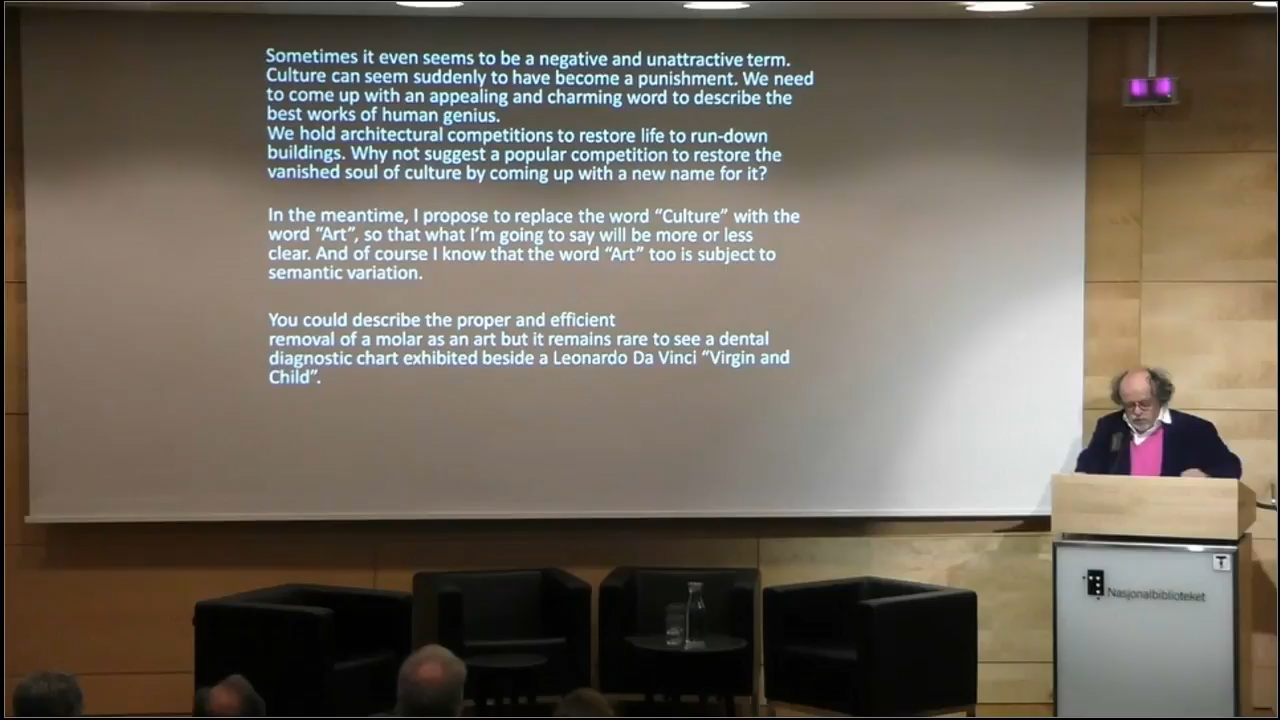 Sometimes it even seems to be a negative and unattractive term.
Culture can seem suddenly to have become a punishment. We need
to come up with an appealing and charming word to describe the
best works of human genius.
We hold architectural competitions to restore life to run-down
buildings. Why not suggest a popular competition to restore the
vanished soul of culture by coming up with a new name for it?
In the meantime, I propose to replace the word “Culture” with the
word “Art”, so that what I’m going to say will be more or less
clear. And of course I know that the word “Art” too is subject to
semantic variation.
You could describe the proper and efficient
removal of a molar as an art but it remains rare to see a dental
diagnostic chart exhibited beside a Leonardo Da Vinci “Virgin and
Child”.
Nasjonalbiblioteket